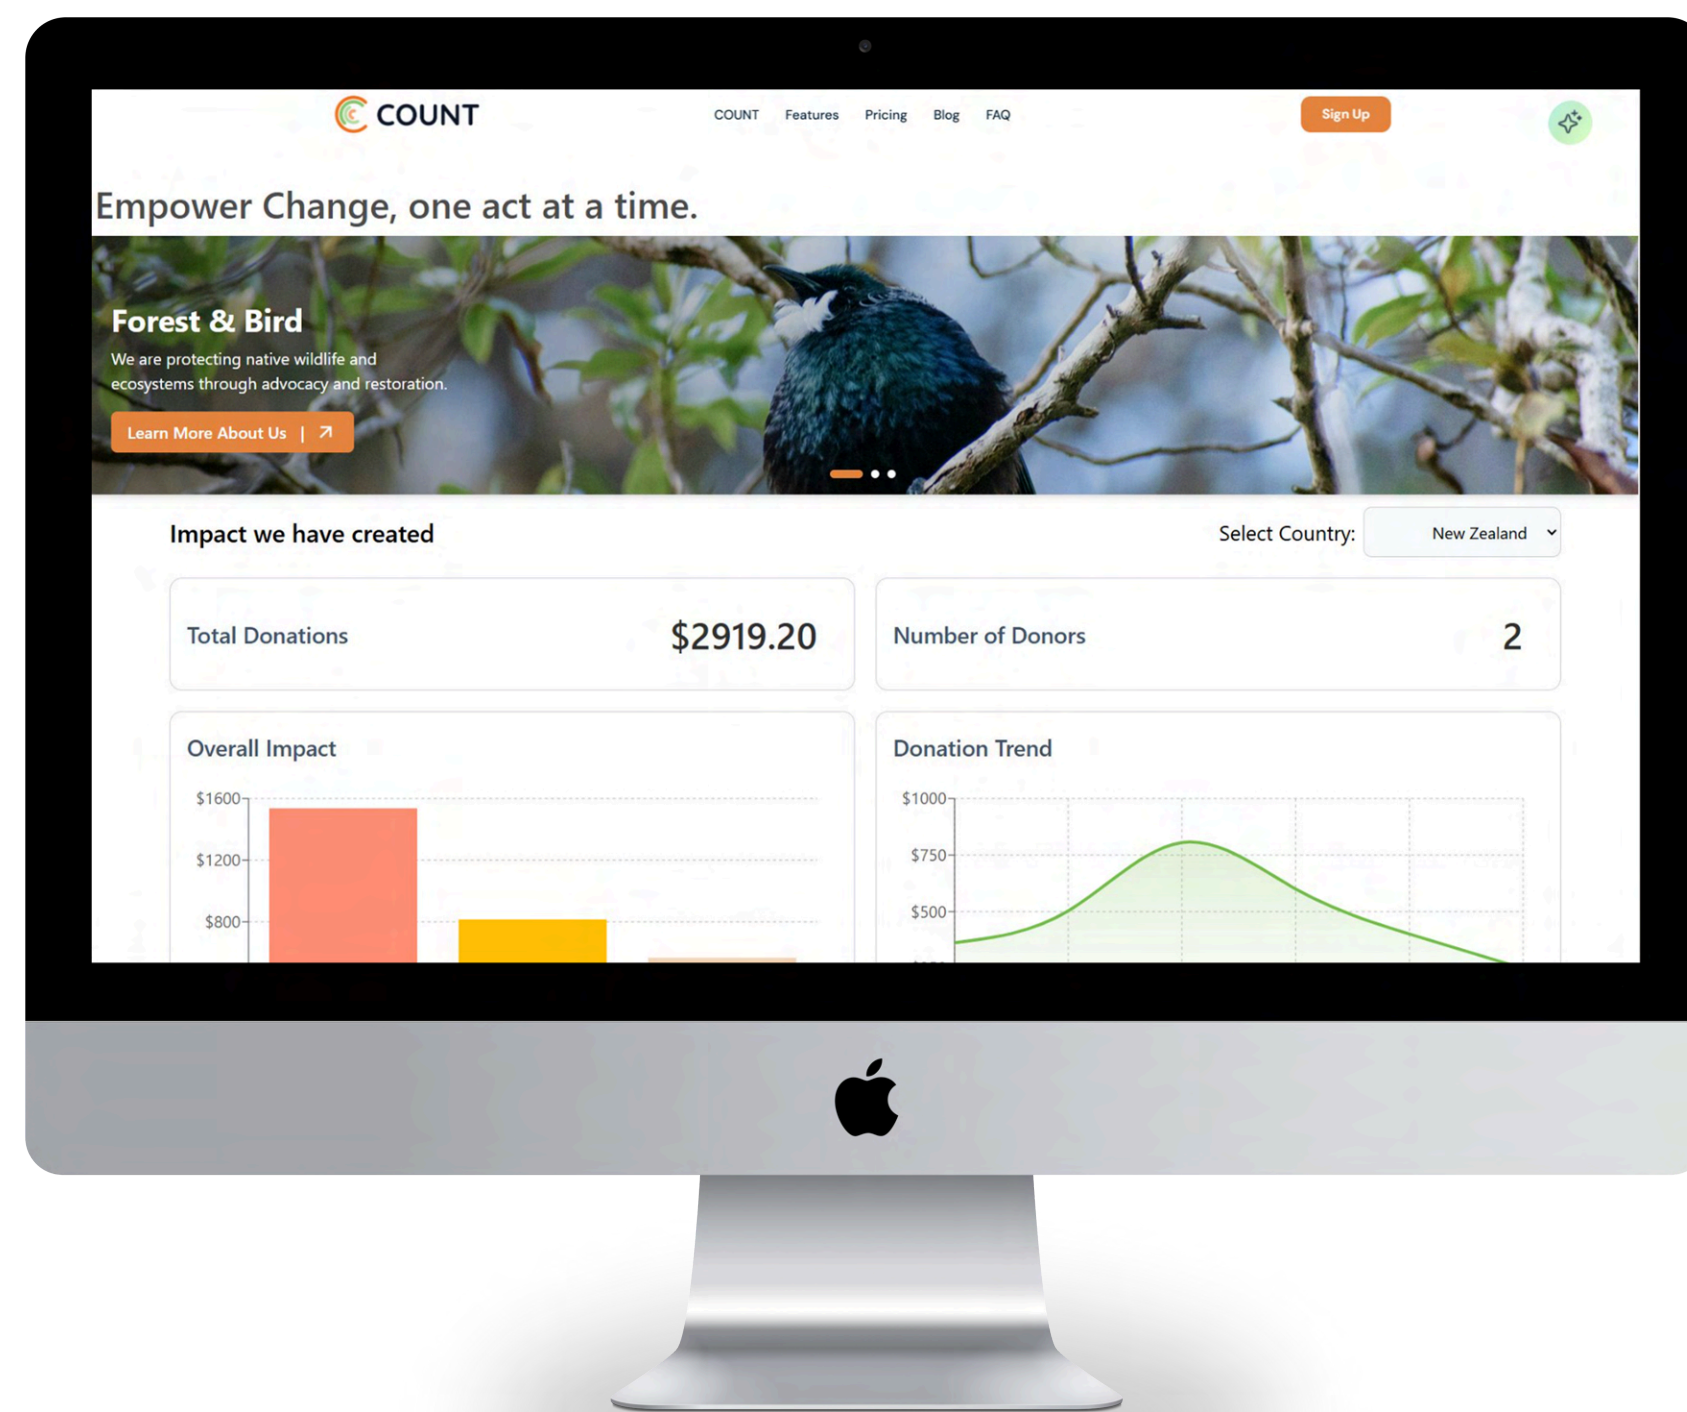 COUNT
COUNT Features Pricing Blog FAQ
Sign Up
Empower Change, one act at a time.
Forest & Bird
We are protecting native wildlife and
ecosystems through advocacy and restoration.
Learn More About Us | ↗
Impact we have created
Select Country: New Zealand
Total Donations $2919.20
Number of Donors 2
Overall Impact
$1600
$1200
$800
Donation Trend
$1000
$750
$500